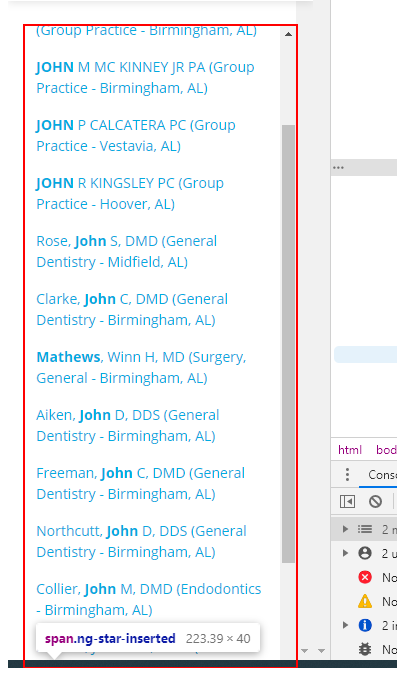 (Group Practice - Birmingham, AL)
JOHN M MC KINNEY JR PA (Group
Practice - Birmingham, AL)
JOHN P CALCATERA PC (Group
Practice - Vestavia, AL)
JOHN R KINGSLEY PC (Group
Practice - Hoover, AL)
Rose, John S, DMD (General
Dentistry - Midfield, AL)
Clarke, John C, DMD (General
Dentistry - Birmingham, AL)
Mathews, Winn H, MD (Surgery,
General - Birmingham, AL)
Aiken, John D, DDS (General
Dentistry - Birmingham, AL)
Freeman, John C, DMD (General
Dentistry - Birmingham, AL)
Northcutt, John D, DDS (General
Dentistry - Birmingham, AL)
Collier, John M, DMD (Endodontics
- Birmingham, AL)
span.ng-star-inserted 223.39 × 40
...
html bod
Conso
2 m
2 u
No
No
2 in
No